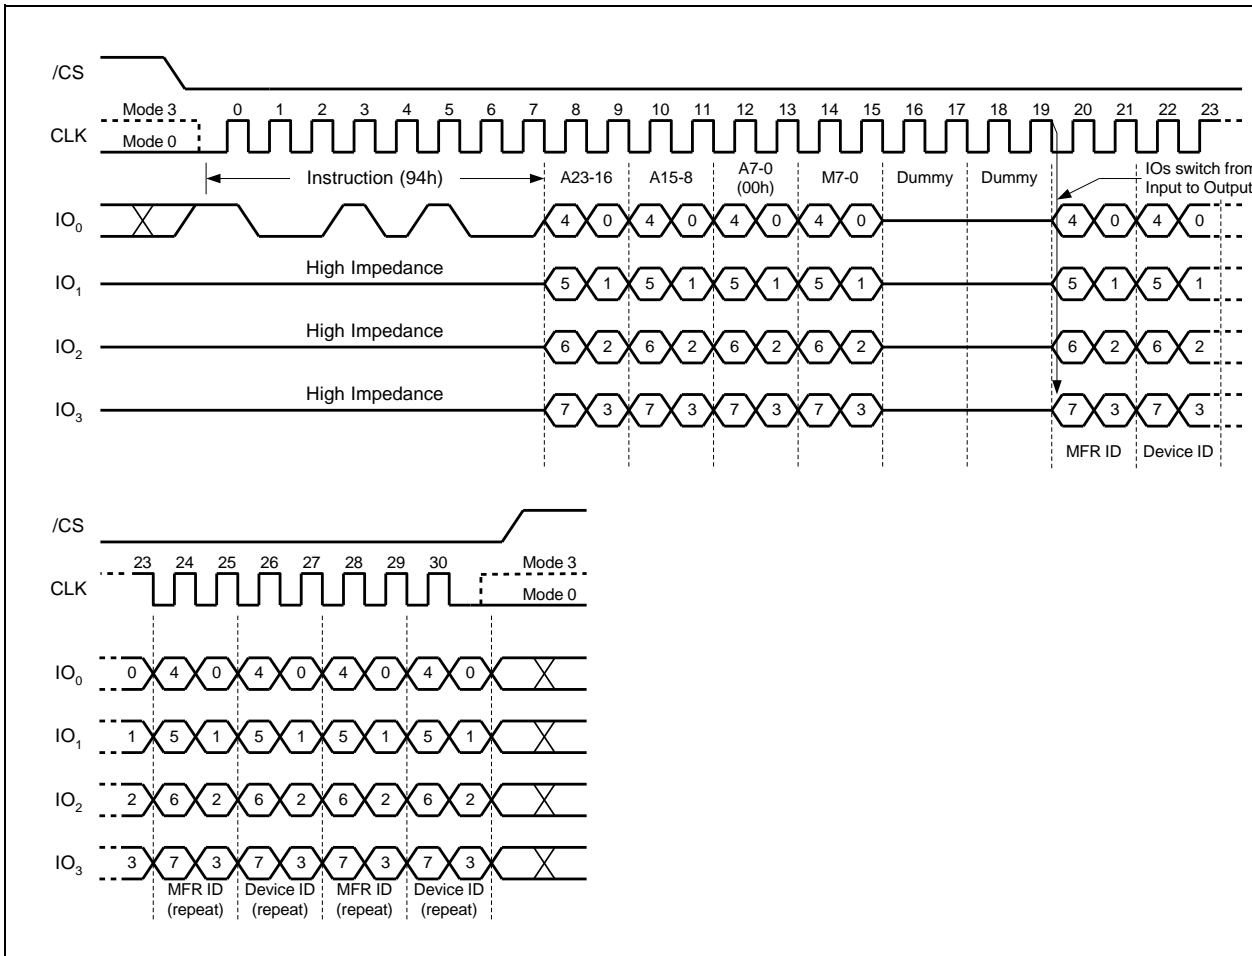 /CS
Mode 3 0 1 2 3 4 5 6 7 8 9 10 11 12 13 14 15 16 17 18 19 20 21 22 23
CLK
Mode 0
Instruction (94h) A23-16 A15-8 A7-0 (00h) M7-0 Dummy Dummy IOs switch from Input to Output
IO0 4 0 4 0 4 0 4 0 4 0 4 0
High Impedance
IO1 5 1 5 1 5 1 5 1 5 1 5 1
High Impedance
IO2 6 2 6 2 6 2 6 2 6 2 6 2
High Impedance
IO3 7 3 7 3 7 3 7 3 7 3 7 3
MFR ID Device ID
/CS
23 24 25 26 27 28 29 30 Mode 3
CLK
Mode 0
IO0 0 4 0 4 0 4 0 4 0
IO1 1 5 1 5 1 5 1 5 1
IO2 2 6 2 6 2 6 2 6 2
IO3 3 7 3 7 3 7 3 7 3
MFR ID Device ID MFR ID Device ID
(repeat) (repeat) (repeat) (repeat)